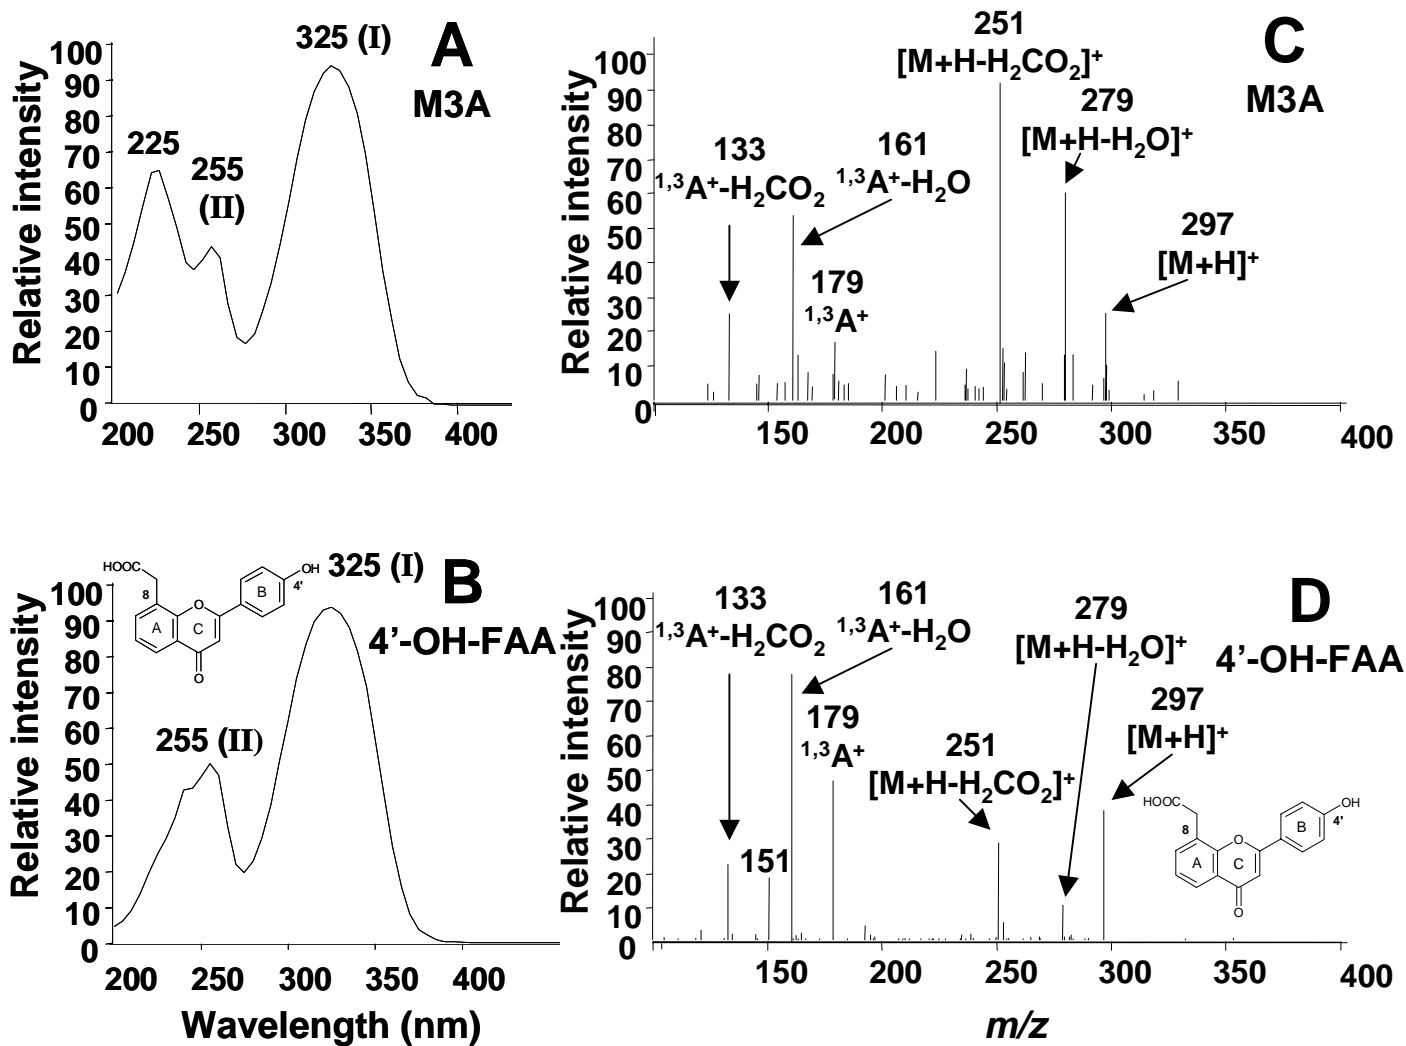 A
M3A
325 (I)
225
255
(II)
Relative intensity
100
90
80
70
60
50
40
30
20
10
0
200 250 300 350 400
C
M3A
251
[M+H-H₂CO₂]⁺
279
[M+H-H₂O]⁺
133
¹,³A⁺-H₂CO₂
161
¹,³A⁺-H₂O
179
¹,³A⁺
297
[M+H]⁺
Relative intensity
100
90
80
70
60
50
40
30
20
10
0
150 200 250 300 350 400
B
4’-OH-FAA
325 (I)
255 (II)
HOOC
8
O
A
C
B
OH
4'
O
Relative intensity
100
90
80
70
60
50
40
30
20
10
0
200 250 300 350 400
Wavelength (nm)
D
4’-OH-FAA
133
¹,³A⁺-H₂CO₂
161
¹,³A⁺-H₂O
279
[M+H-H₂O]⁺
179
¹,³A⁺
297
[M+H]⁺
251
[M+H-H₂CO₂]⁺
151
HOOC
8
O
A
C
B
OH
4'
O
Relative intensity
100
90
80
70
60
50
40
30
20
10
0
150 200 250 300 350 400
m/z